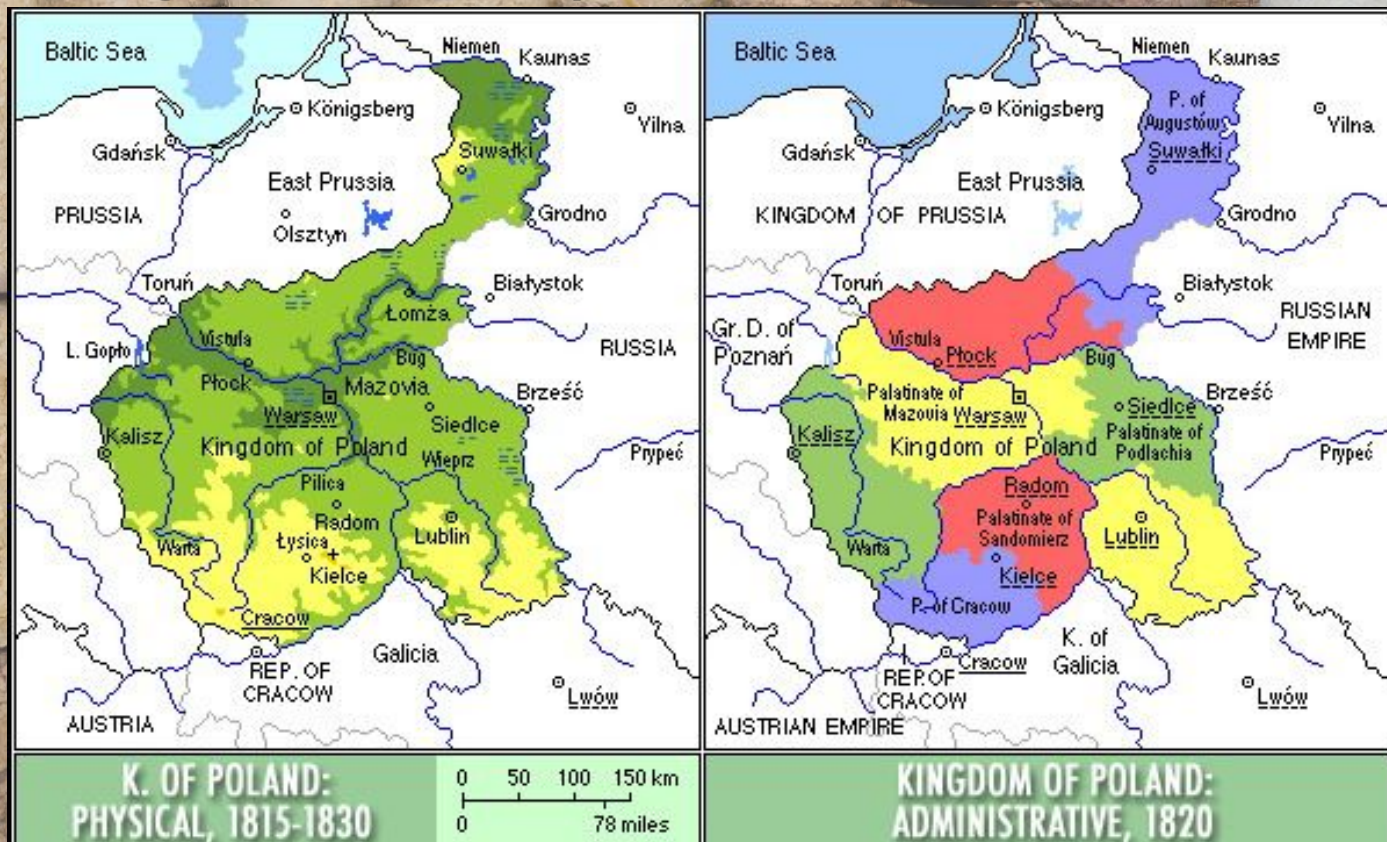 Baltic Sea
Niemen
Kaunas
Königsberg
Vilna
Gdańsk
Suwałki
East Prussia
PRUSSIA
Olsztyn
Grodno
Toruń
Białystok
Łomża
L. Gopło
Vistula
RUSSIA
Bug
Płock
Mazovia
Brześć
Warsaw
Siedlce
Kalisz
Kingdom of Poland
Wieprz
Prypeć
Pilica
Radom
Łysica
Lublin
Warta
Kielce
Cracow
REP. OF
CRACOW
Galicia
Lwów
AUSTRIA
K. OF POLAND:
PHYSICAL, 1815-1830
0 50 100 150 km
0 78 miles
Baltic Sea
Niemen
Kaunas
P. of
Augustów
Königsberg
Vilna
Gdańsk
Suwałki
East Prussia
KINGDOM OF PRUSSIA
Grodno
Toruń
Białystok
Gr. D. of
Poznań
RUSSIAN
EMPIRE
Vistula
Płock
Bug
Palatinate of
Mazovia
Warsaw
Brześć
Siedlce
Palatinate of
Podlachia
Kalisz
Kingdom of Poland
Prypeć
Radom
Palatinate of
Sandomierz
Lublin
Warta
Kielce
P. of Cracow
K. of
Galicia
Cracow
REP.OF
CRACOW
Lwów
AUSTRIAN EMPIRE
KINGDOM OF POLAND:
ADMINISTRATIVE, 1820